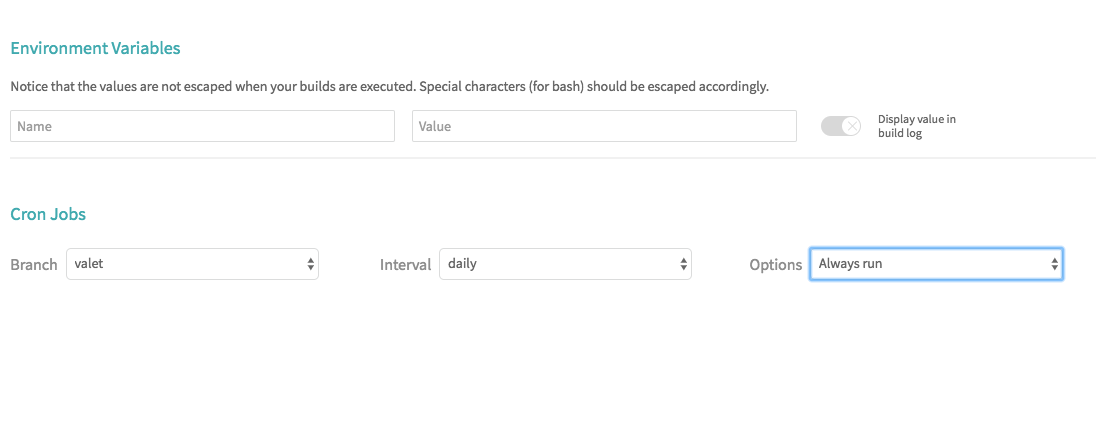 Environment Variables
Notice that the values are not escaped when your builds are executed. Special characters (for bash) should be escaped accordingly.
Name Value Display value in
build log
Cron Jobs
Branch valet Interval daily Options Always run